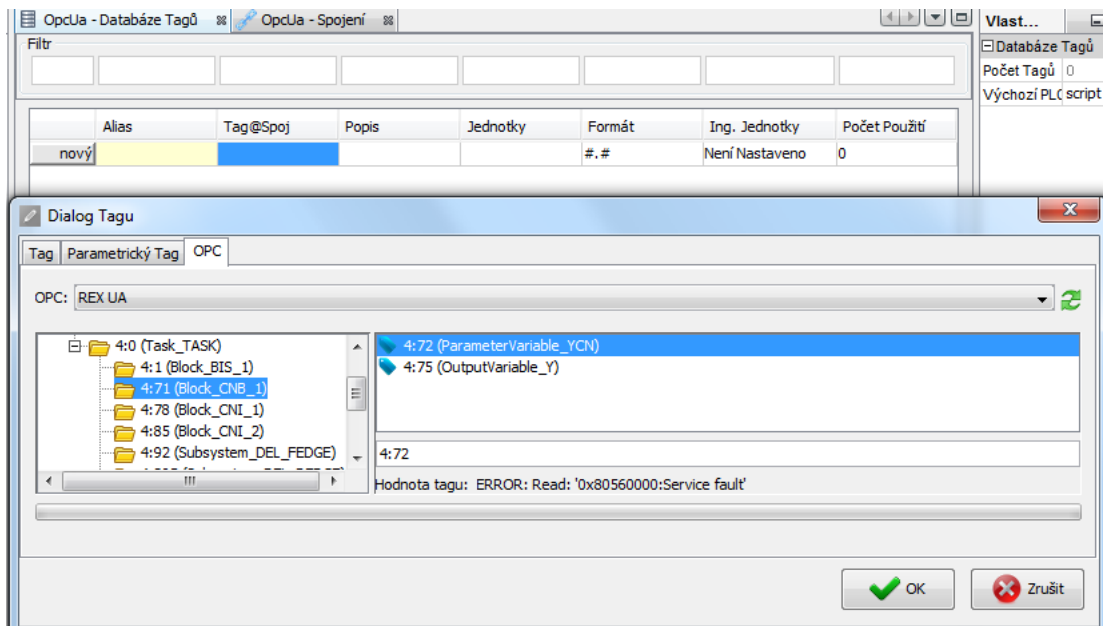 OpcUa - Databáze Tagů OpcUa - Spojení
Vlast...
Filtr
Databáze Tagů
Počet Tagů 0
Výchozí PLC script
Alias Tag@Spoj Popis Jednotky Formát Ing. Jednotky Počet Použití
nový #.# Není Nastaveno 0
Dialog Tagu
Tag Parametrický Tag OPC
OPC: REX UA
4:0 (Task_TASK)
4:1 (Block_BIS_1)
4:71 (Block_CNB_1)
4:78 (Block_CNI_1)
4:85 (Block_CNI_2)
4:92 (Subsystem_DEL_FEDGE)
4:72 (ParameterVariable_YCN)
4:75 (OutputVariable_Y)
4:72
Hodnota tagu: ERROR: Read: '0x80560000:Service fault'
OK Zrušit